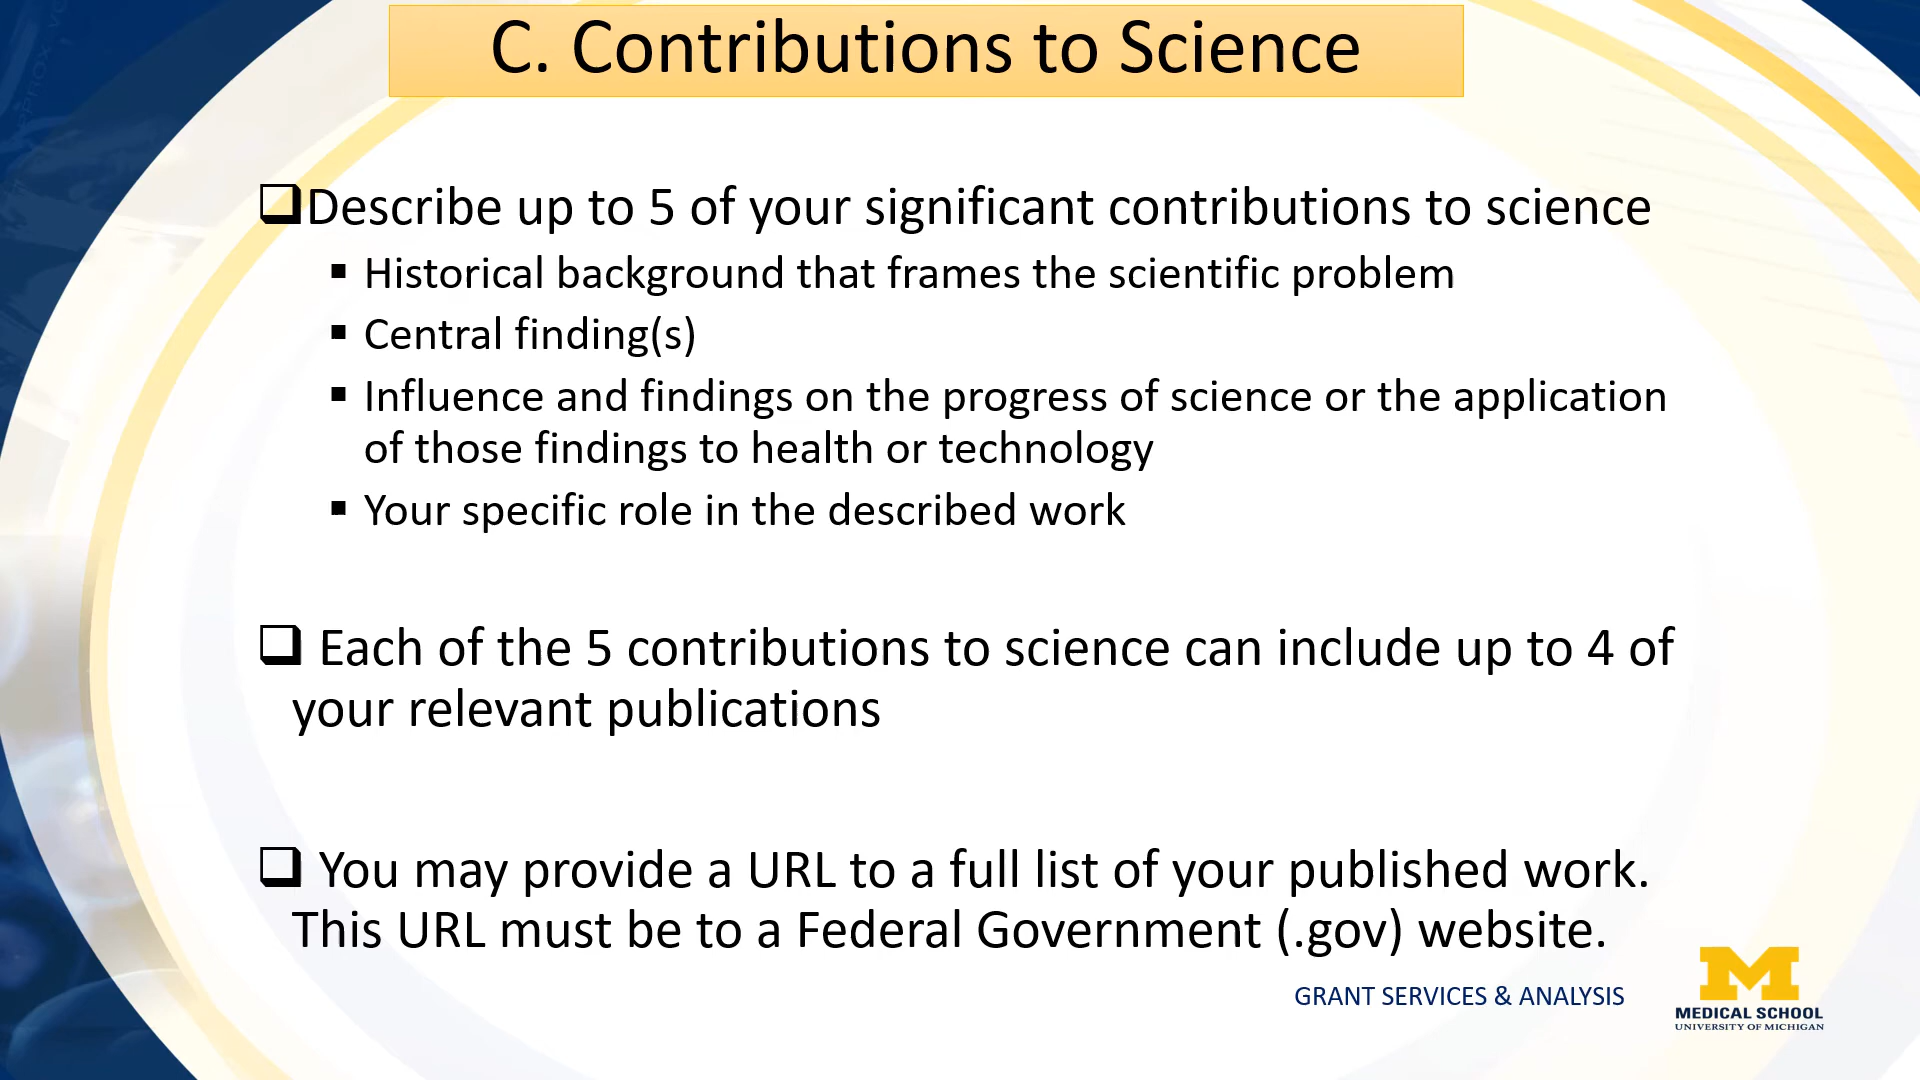 C. Contributions to Science
Describe up to 5 of your significant contributions to science
Historical background that frames the scientific problem
Central finding(s)
Influence and findings on the progress of science or the application
of those findings to health or technology
Your specific role in the described work
Each of the 5 contributions to science can include up to 4 of
your relevant publications
You may provide a URL to a full list of your published work.
This URL must be to a Federal Government (.gov) website.
GRANT SERVICES & ANALYSIS
M
MEDICAL SCHOOL
UNIVERSITY OF MICHIGAN